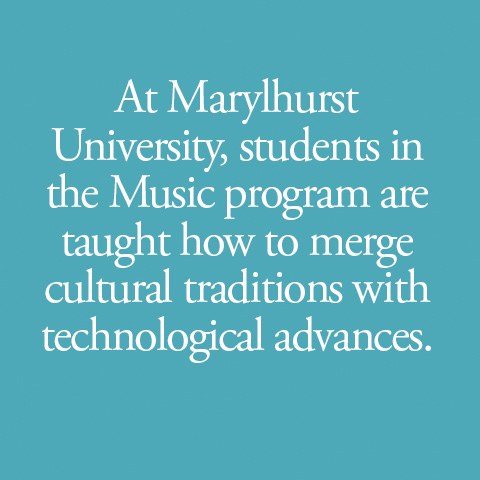 At Marylhurst
University, students in
the Music program are
taught how to merge
cultural traditions with
technological advances.